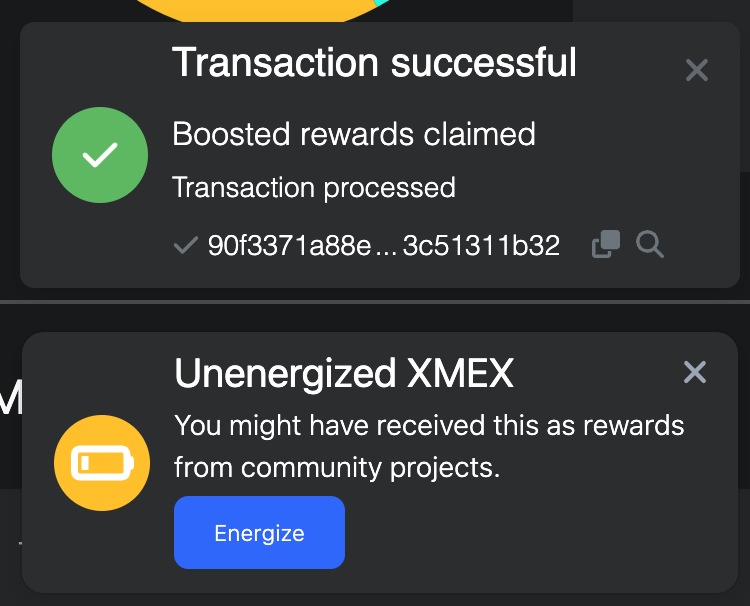 Transaction successful
Boosted rewards claimed
Transaction processed
90f3371a88e...3c51311b32
Unenergized XMEX
M
You might have received this as rewards
from community projects.
Energize